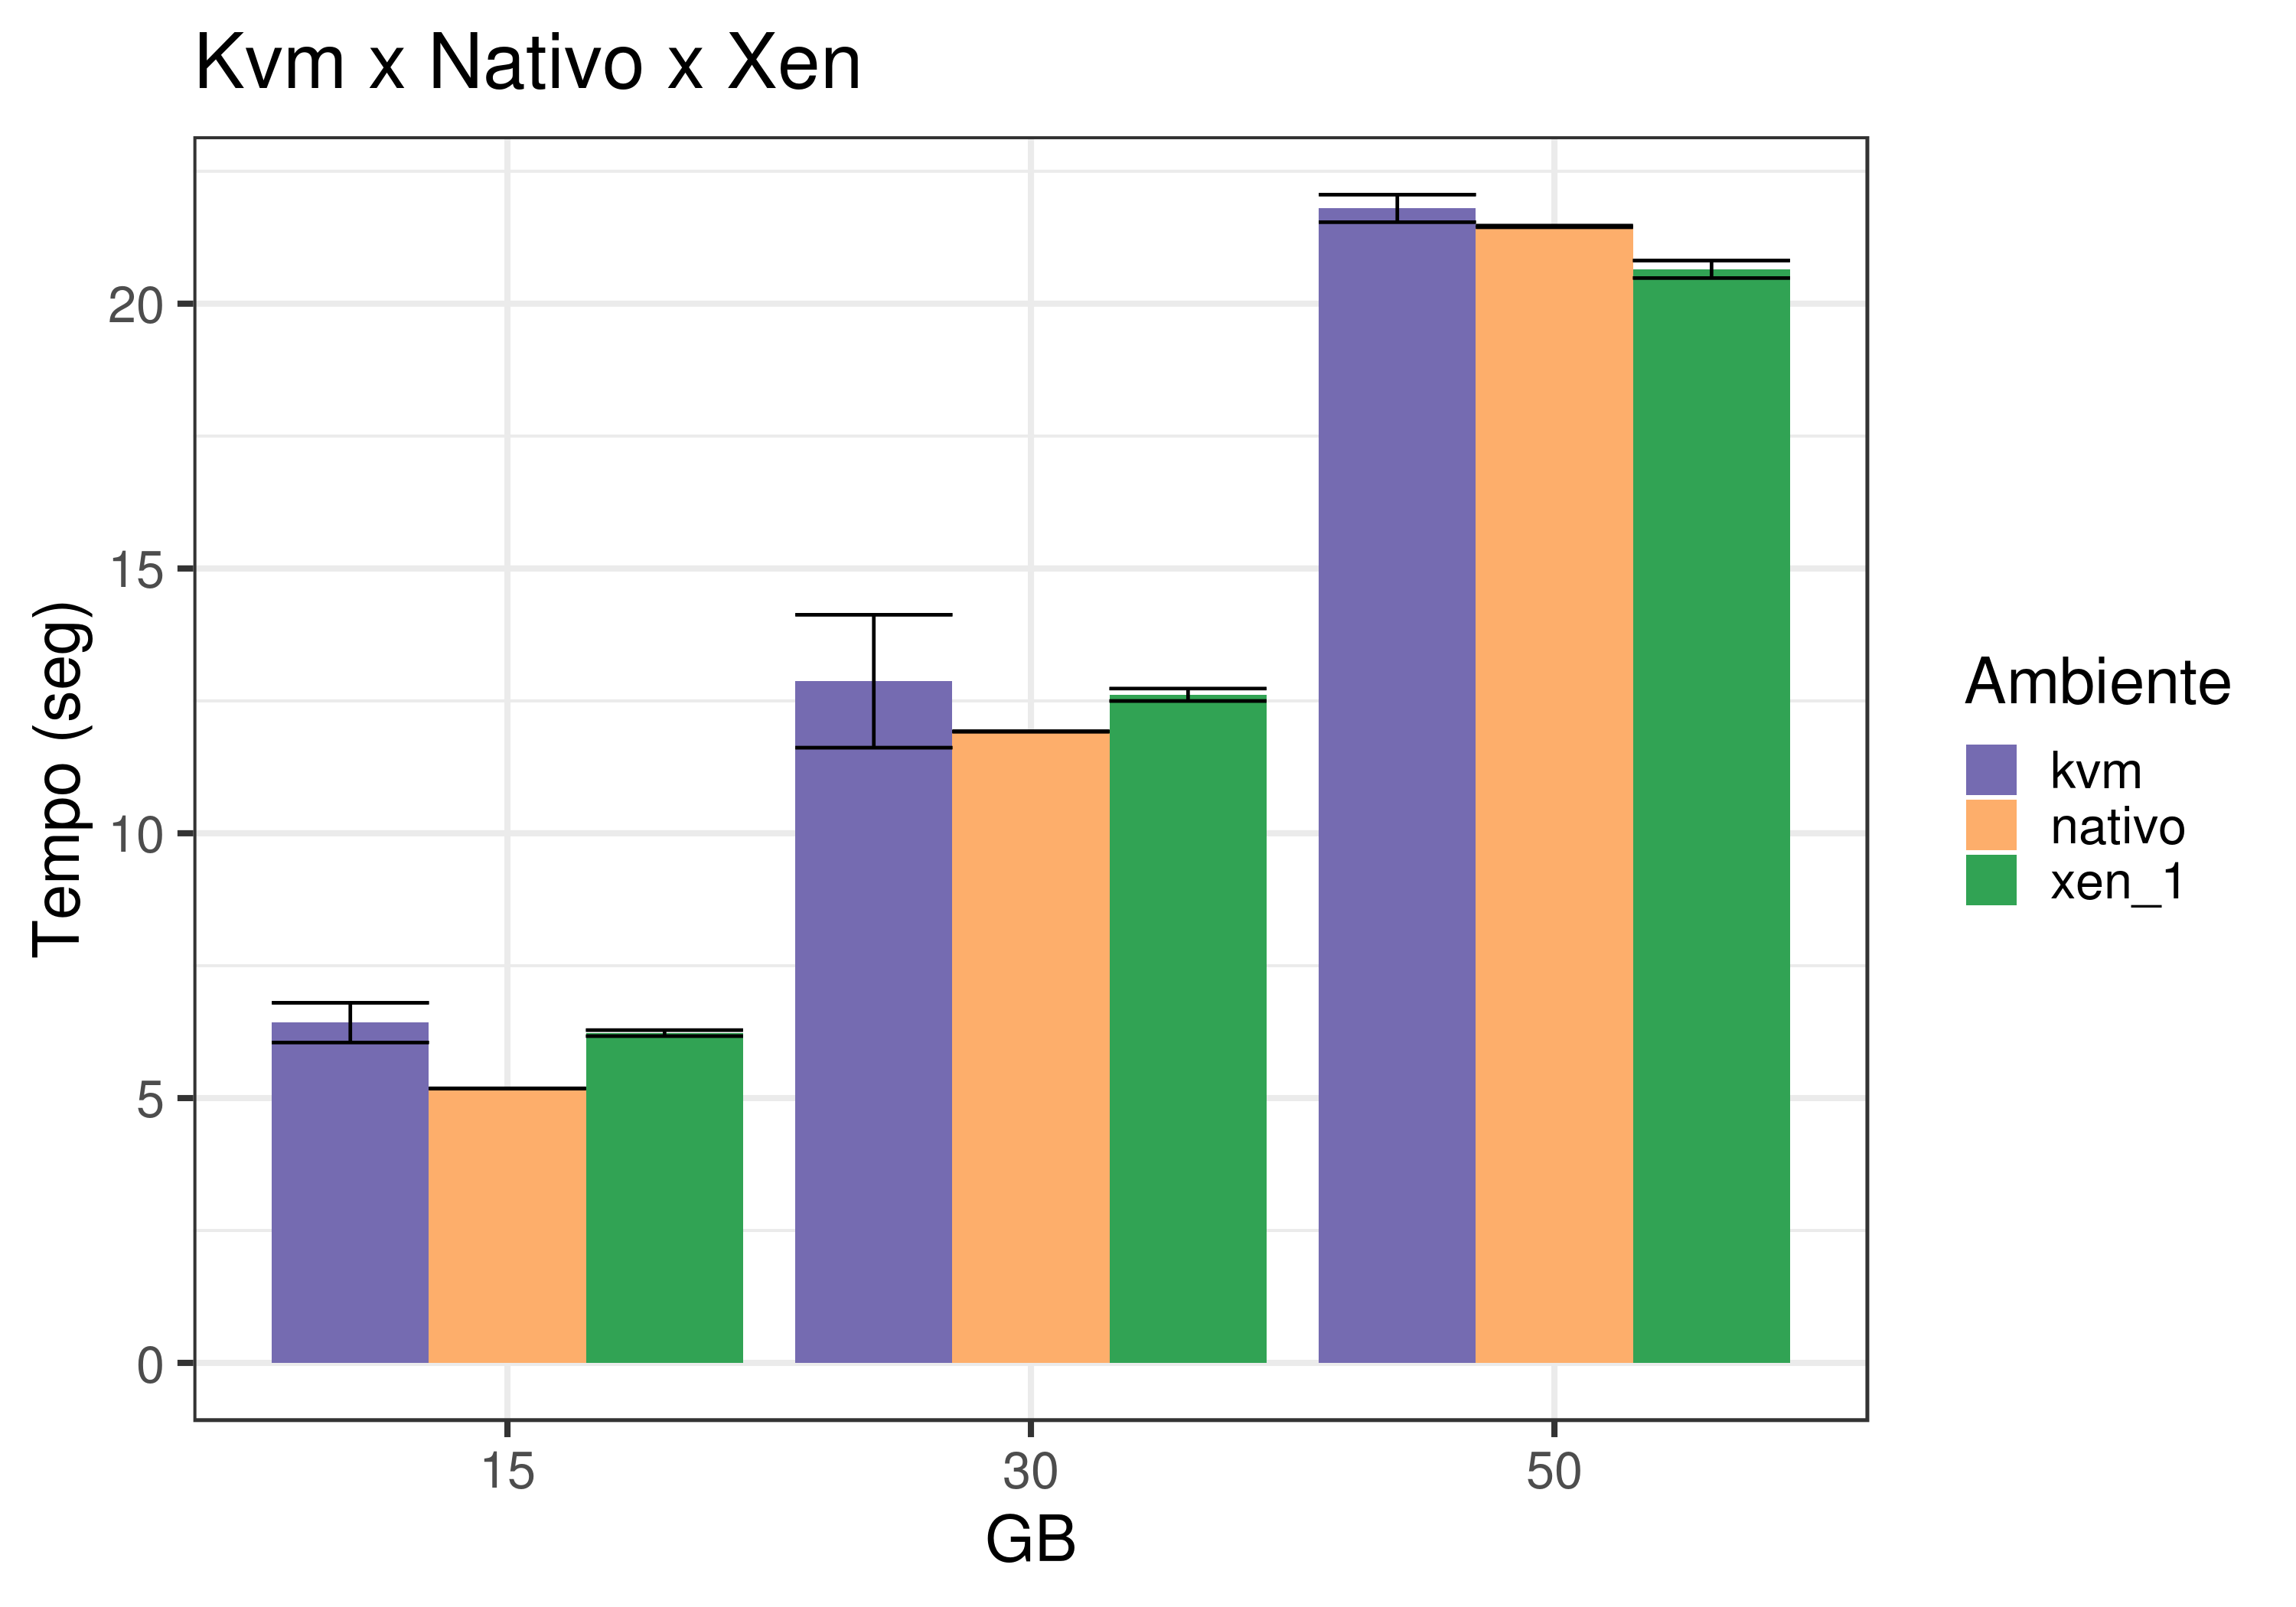 Kvm x Nativo x Xen
Tempo (seg)
20
15
10
5
0
15
30
50
GB
Ambiente
kvm
nativo
xen_1